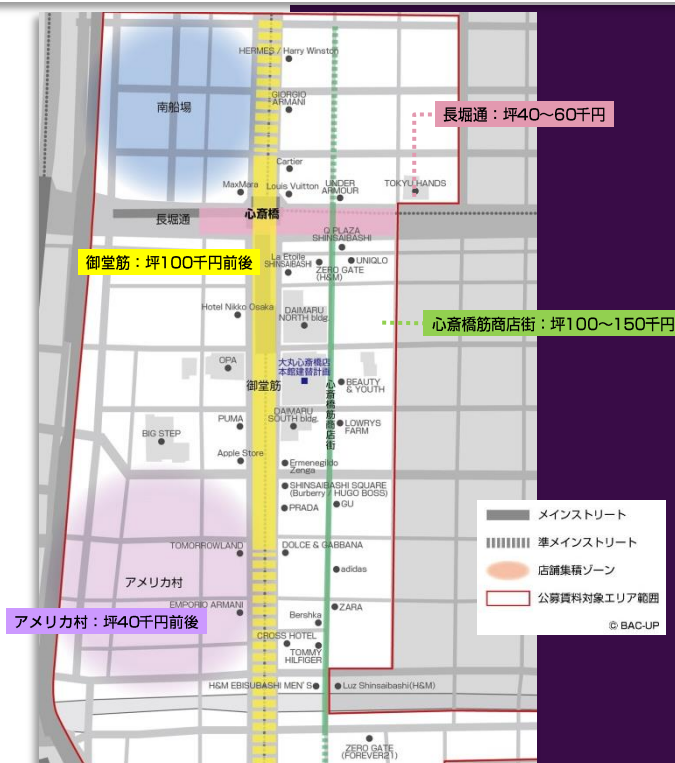 HERMES / Harry Winston
GIORGIO
ARMANI
南船場
長堀通：坪40～60千円
Cartier
MaxMara
Louis Vuitton
UNDER
ARMOUR
TOKYU HANDS
心斎橋
長堀通
Q PLAZA
SHINSAIBASHI
御堂筋：坪100千円前後
La Etoile
SHINSAIBASHI
UNIQLO
ZERO GATE
(H&M)
Hotel Nikko Osaka
DAIMARU
NORTH bldg.
心斎橋筋商店街：坪100～150千円
OPA
大丸心斎橋店
本館建替計画
御堂筋
心斎橋筋商店街
BEAUTY
& YOUTH
PUMA
DAIMARU
SOUTH bldg.
LOWRYS
FARM
BIG STEP
Apple Store
Ermenegildo
Zenga
SHINSAIBASHI SQUARE
(Burberry / HUGO BOSS)
PRADA
GU
メインストリート
準メインストリート
店舗集積ゾーン
公募賃料対象エリア範囲
© BAC-UP
TOMORROWLAND
DOLCE & GABBANA
adidas
アメリカ村
EMPORIO ARMANI
アメリカ村：坪40千円前後
Bershka
ZARA
CROSS HOTEL
TOMMY
HILFIGER
H&M EBISUBASHI MEN'S
Luz Shinsaibashi(H&M)
ZERO GATE
(FOREVER21)